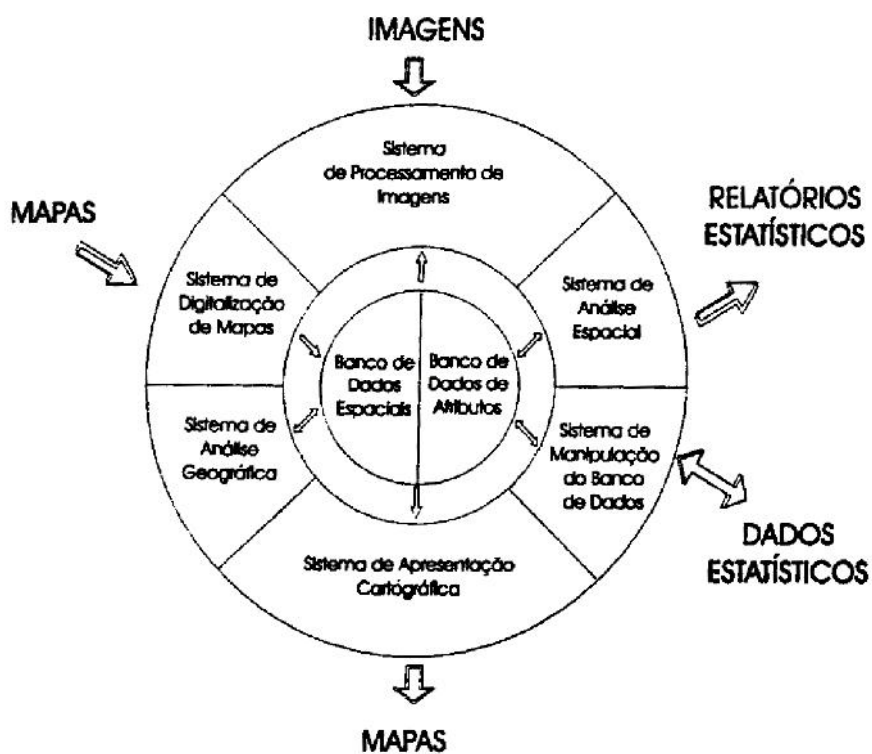 IMAGENS
Sistema
de Processamento de
Imagens
MAPAS
RELATÓRIOS
ESTATÍSTICOS
Sistema de
Digitalização
de Mapas
Sistema de
Análise
Espacial
Banco de
Dados
Espaciais
Banco de
Dados de
Atributos
Sistema de
Análise
Geográfica
Sistema de
Manipulação
do Banco
de Dados
DADOS
ESTATÍSTICOS
Sistema de Apresentação
Cartográfica
MAPAS